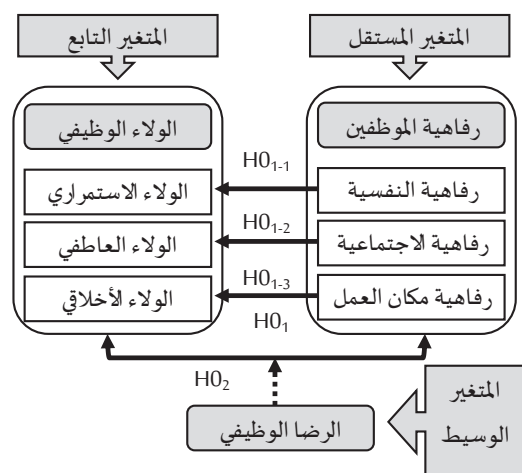 المتغير المستقل
المتغير التابع
رفاهية الموظفين
الولاء الوظيفي
رفاهية النفسية
H0₁₋₁
الولاء الاستمراري
رفاهية الاجتماعية
H0₁₋₂
الولاء العاطفي
رفاهية مكان العمل
H0₁₋₃
الولاء الأخلاقي
H0₁
H0₂
المتغير
الوسيط
الرضا الوظيفي